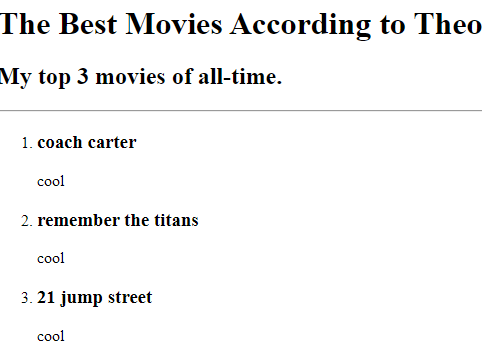 The Best Movies According to Theo
My top 3 movies of all-time.
1. coach carter
cool
2. remember the titans
cool
3. 21 jump street
cool